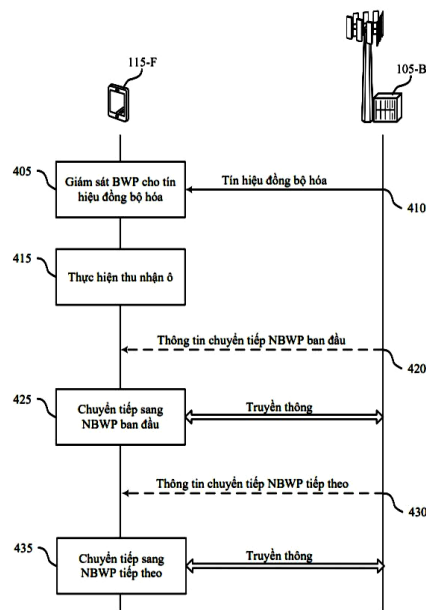 115-F
105-B
405
Giám sát BWP cho tín
hiệu đồng bộ hóa
Tín hiệu đồng bộ hóa
410
415
Thực hiện thu nhận ô
Thông tin chuyển tiếp NBWP ban đầu
420
425
Chuyển tiếp sang
NBWP ban đầu
Truyền thông
Thông tin chuyển tiếp NBWP tiếp theo
430
435
Chuyển tiếp sang
NBWP tiếp theo
Truyền thông